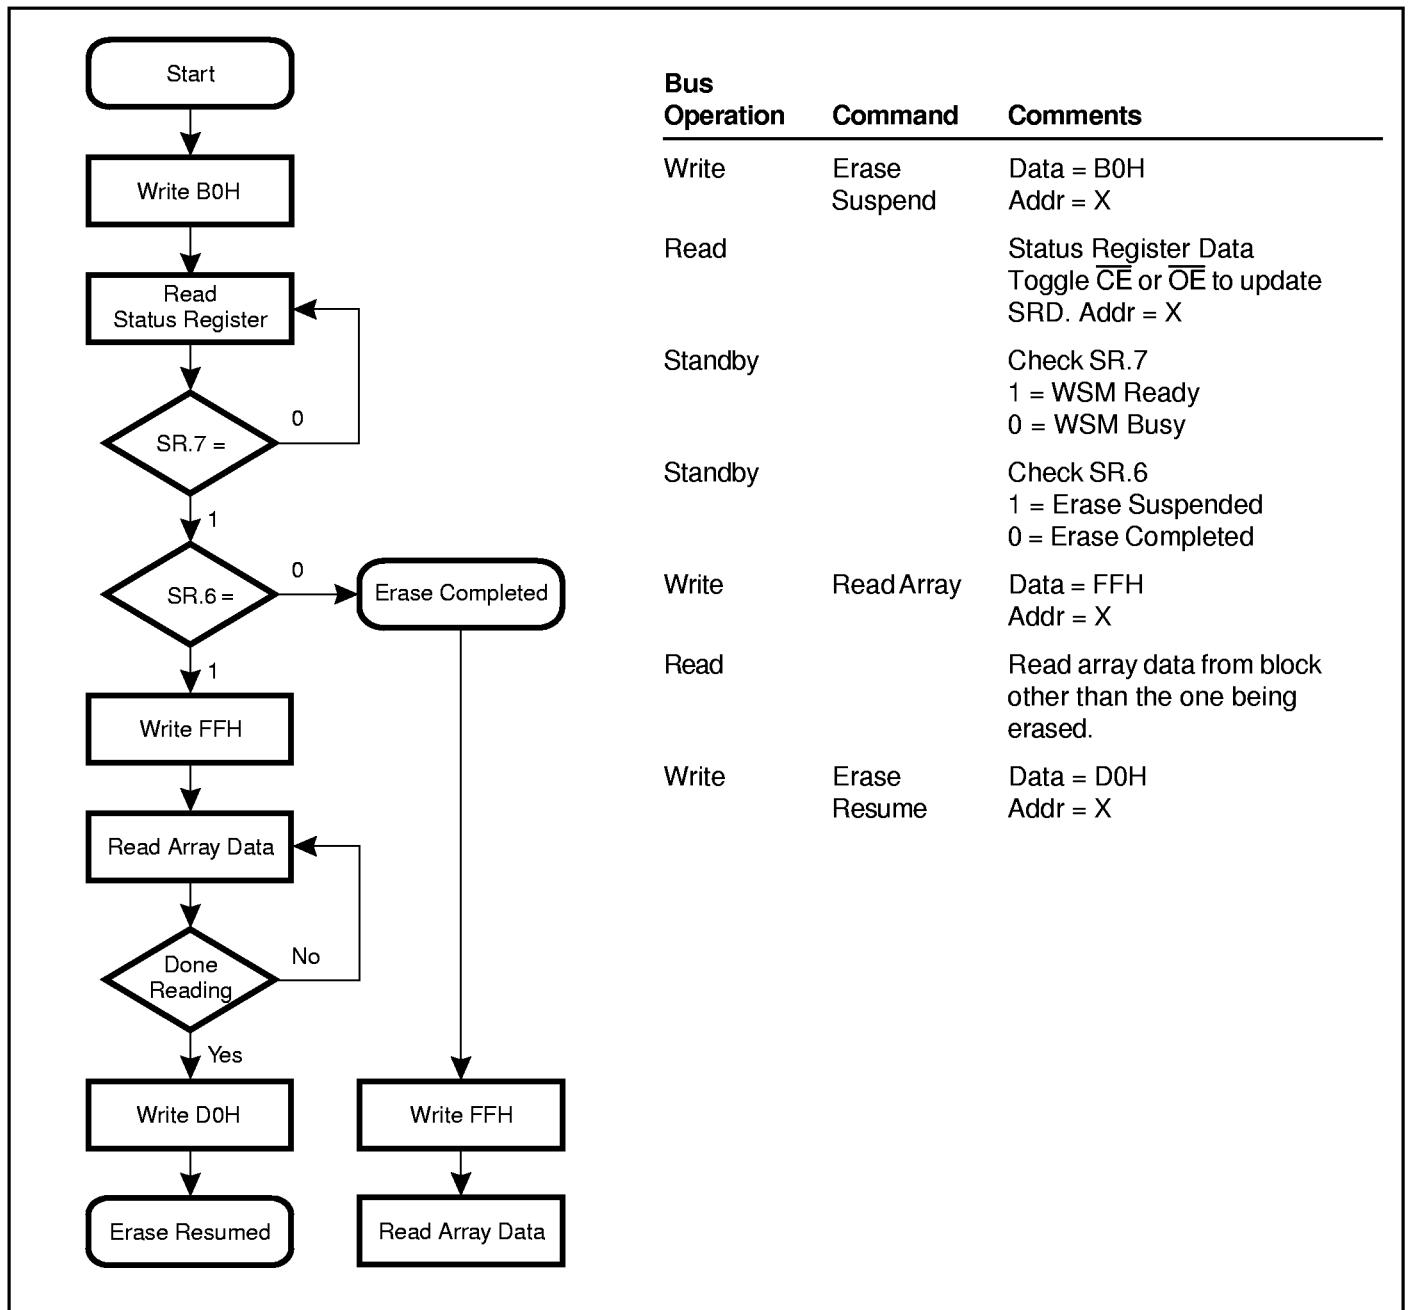 Start
Write B0H
Read
Status Register
0
SR.7 =
1
0
SR.6 =
Erase Completed
1
Write FFH
Read Array Data
No
Done
Reading
Yes
Write D0H
Write FFH
Erase Resumed
Read Array Data
Bus
Operation Command Comments
Write Erase Data = B0H
Suspend Addr = X
Read Status Register Data
Toggle C̅E̅ or O̅E̅ to update
SRD. Addr = X
Standby Check SR.7
1 = WSM Ready
0 = WSM Busy
Standby Check SR.6
1 = Erase Suspended
0 = Erase Completed
Write Read Array Data = FFH
Addr = X
Read Read array data from block
other than the one being
erased.
Write Erase Data = D0H
Resume Addr = X